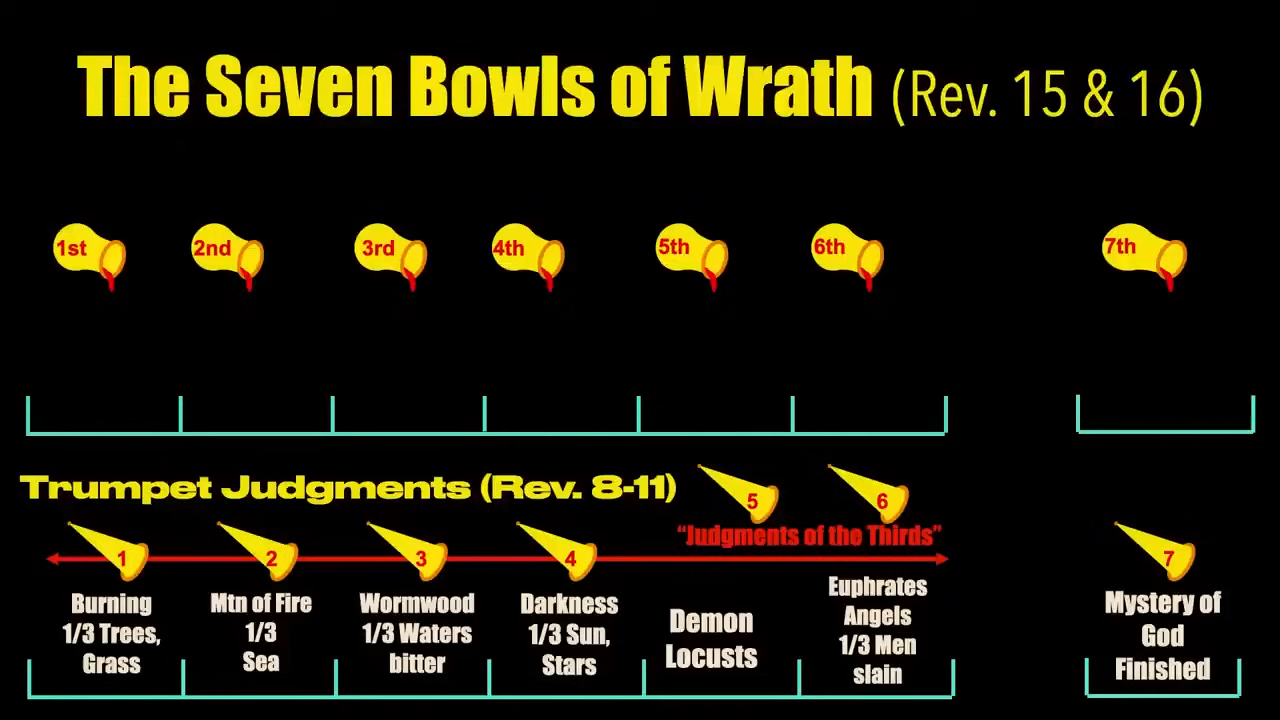 The Seven Bowls of Wrath (Rev. 15 & 16)
1st 2nd 3rd 4th 5th 6th 7th
Trumpet Judgments (Rev. 8-11)
5 6
"Judgments of the Thirds"
1 2 3 4 7
Burning
1/3 Trees,
Grass
Mtn of Fire
1/3
Sea
Wormwood
1/3 Waters
bitter
Darkness
1/3 Sun,
Stars
Demon
Locusts
Euphrates
Angels
1/3 Men
slain
Mystery of
God
Finished